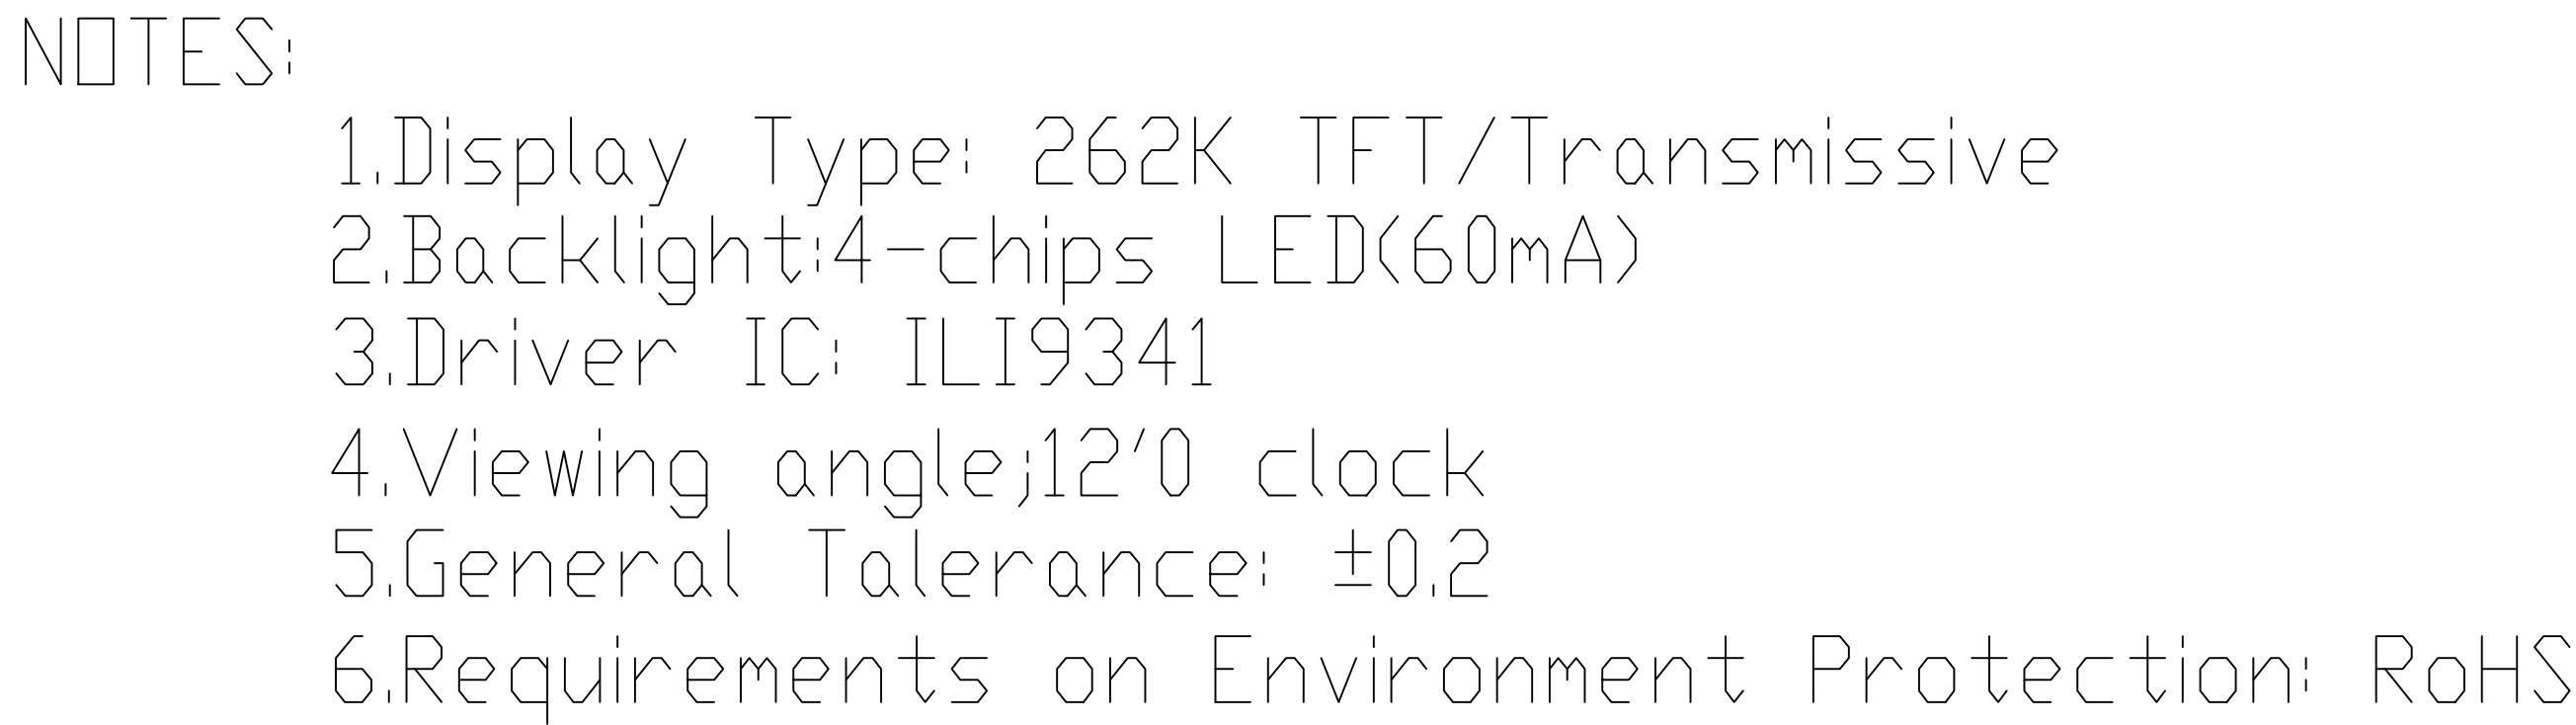 NOTES:
1.Display Type: 262K TFT/Transmissive
2.Backlight:4-chips LED(60mA)
3.Driver IC: ILI9341
4.Viewing angle;12'0 clock
5.General Talerance: ±0.2
6.Requirements on Environment Protection: RoHS